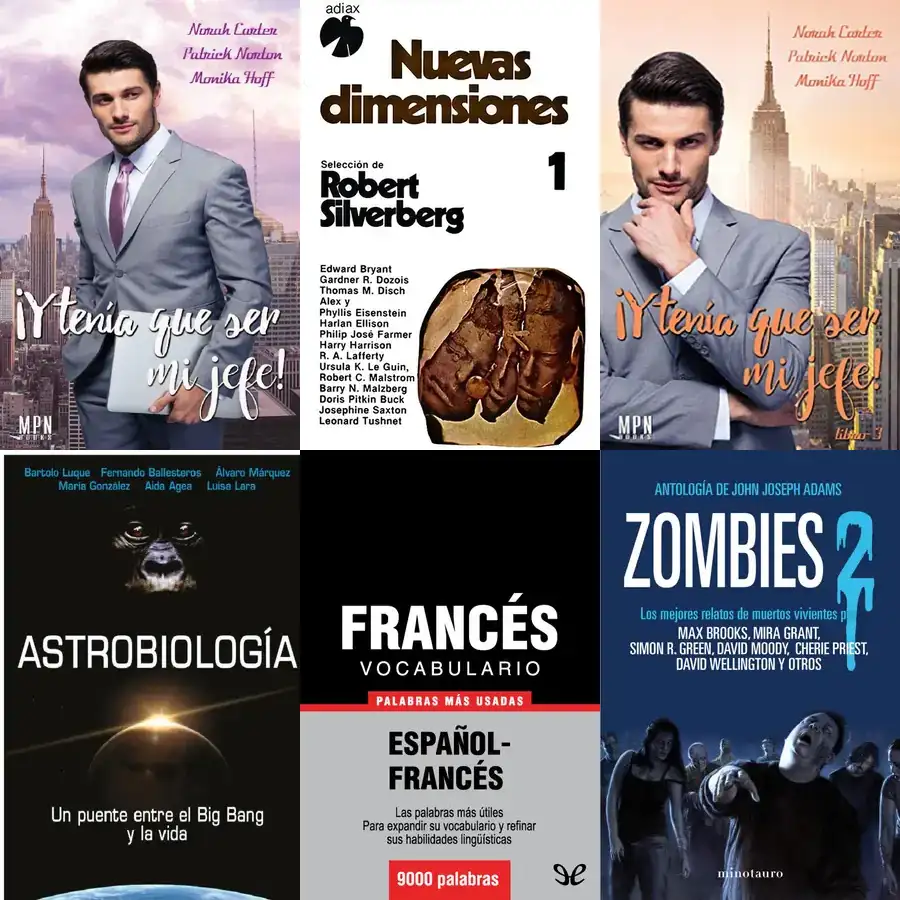 Norah Carter
Patrick Norton
Monika Hoff
¡Y tenía que ser
mi jefe!
MPN
BOOKS
adiax
Nuevas
dimensiones
1
Selección de
Robert
Silverberg
Edward Bryant
Gardner R. Dozois
Thomas M. Disch
Alex y
Phyllis Eisenstein
Harlan Ellison
Philip José Farmer
Harry Harrison
R. A. Lafferty
Ursula K. Le Guin,
Robert C. Malstrom
Barry N. Malzberg
Doris Pitkin Buck
Josephine Saxton
Leonard Tushnet
Norah Carter
Patrick Norton
Monika Hoff
¡Y tenía que ser
mi jefe!
MPN
BOOKS
libro 3
Bartolo Luque Fernando Ballesteros Álvaro Márquez
María González Aida Agea Luisa Lara
ASTROBIOLOGÍA
Un puente entre el Big Bang
y la vida
FRANCÉS
VOCABULARIO
PALABRAS MÁS USADAS
ESPAÑOL-
FRANCÉS
Las palabras más útiles
Para expandir su vocabulario y refinar
sus habilidades lingüísticas
9000 palabras
ANTOLOGÍA DE JOHN JOSEPH ADAMS
ZOMBIES 2
Los mejores relatos de muertos vivientes p
MAX BROOKS, MIRA GRANT,
SIMON R. GREEN, DAVID MOODY, CHERIE PRIEST,
DAVID WELLINGTON Y OTROS
minotauro